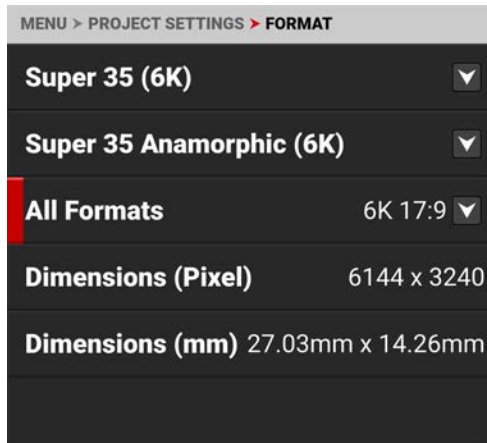 MENU > PROJECT SETTINGS > FORMAT
Super 35 (6K)
Super 35 Anamorphic (6K)
All Formats 6K 17:9
Dimensions (Pixel) 6144 x 3240
Dimensions (mm) 27.03mm x 14.26mm